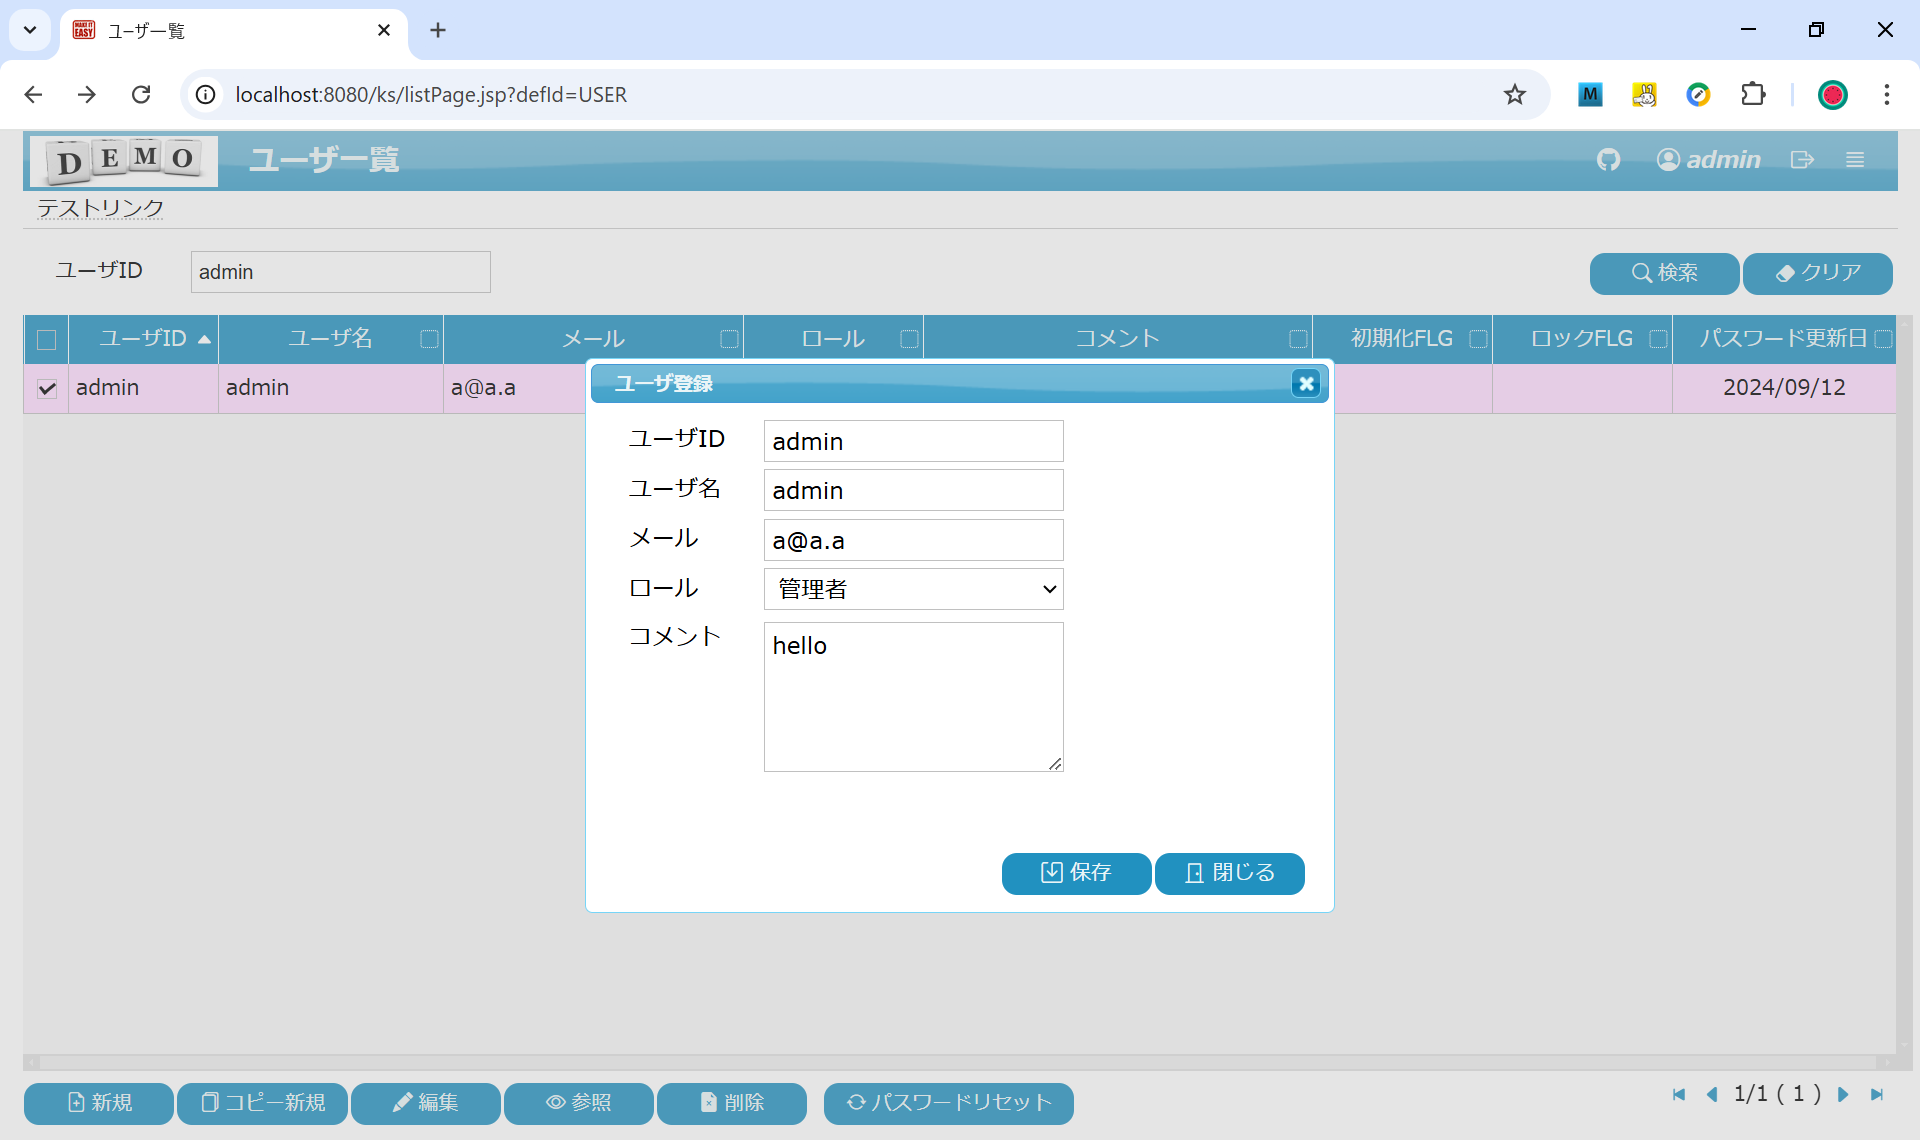 MAKE IT EASY
ユーザ一覧
localhost:8080/ks/listPage.jsp?defId=USER
M
DEMO
ユーザ一覧
admin
テストリンク
ユーザID
admin
検索
クリア
ユーザID
ユーザ名
メール
ロール
コメント
初期化FLG
ロックFLG
パスワード更新日
admin
admin
a@a.a
2024/09/12
ユーザ登録
ユーザID
admin
ユーザ名
admin
メール
a@a.a
ロール
管理者
コメント
hello
保存
閉じる
新規
コピー新規
編集
参照
削除
パスワードリセット
1/1 ( 1 )